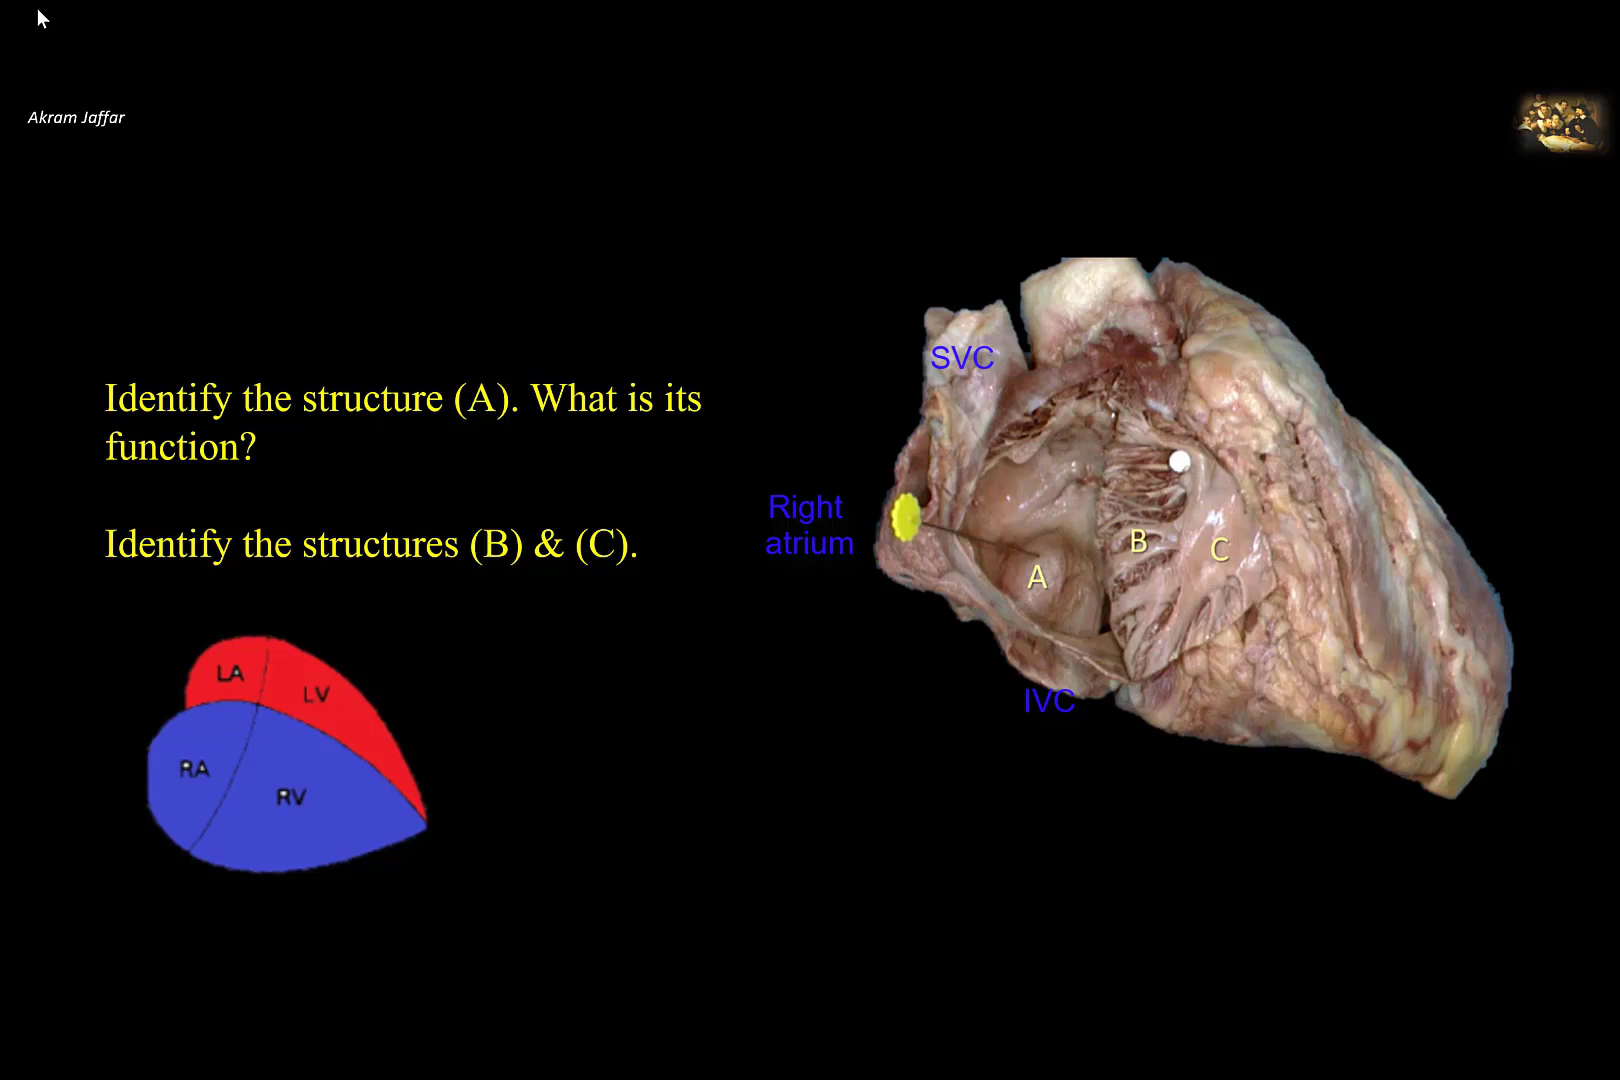 Akram Jaffar
Identify the structure (A). What is its
function?
Identify the structures (B) & (C).
SVC
Right
atrium
A
B
C
IVC
LA
LV
RA
RV